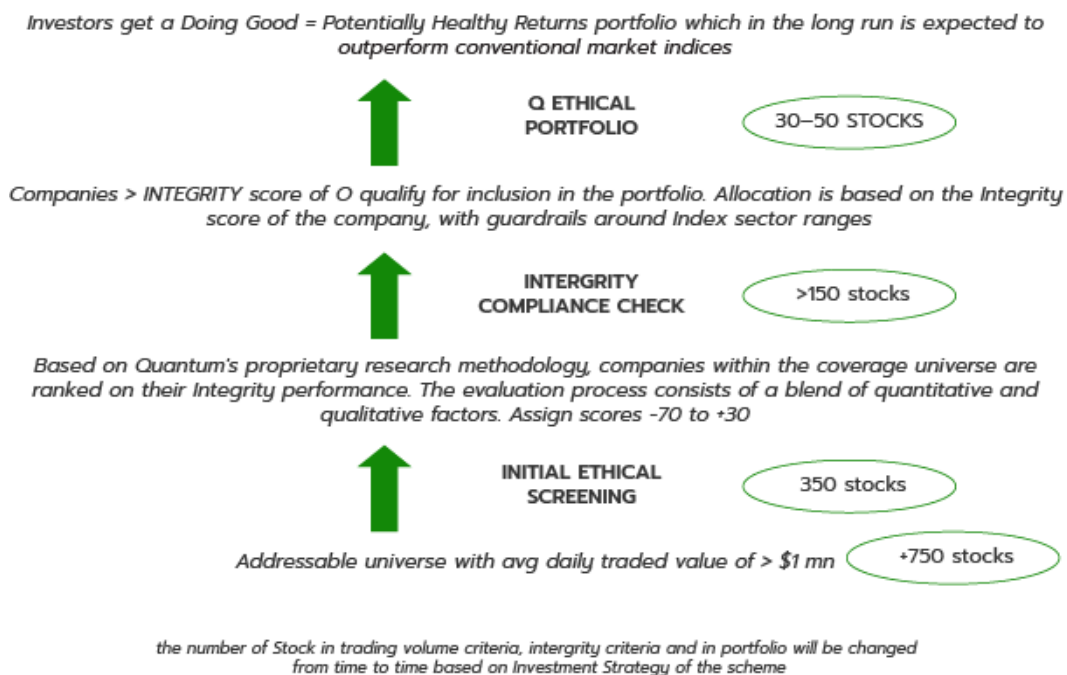 Investors get a Doing Good = Potentially Healthy Returns portfolio which in the long run is expected to
outperform conventional market indices
Q ETHICAL
PORTFOLIO
30–50 STOCKS
Companies > INTEGRITY score of O qualify for inclusion in the portfolio. Allocation is based on the Integrity
score of the company, with guardrails around Index sector ranges
INTERGRITY
COMPLIANCE CHECK
>150 stocks
Based on Quantum's proprietary research methodology, companies within the coverage universe are
ranked on their Integrity performance. The evaluation process consists of a blend of quantitative and
qualitative factors. Assign scores -70 to +30
INITIAL ETHICAL
SCREENING
350 stocks
Addressable universe with avg daily traded value of > $1 mn
+750 stocks
the number of Stock in trading volume criteria, intergrity criteria and in portfolio will be changed
from time to time based on Investment Strategy of the scheme